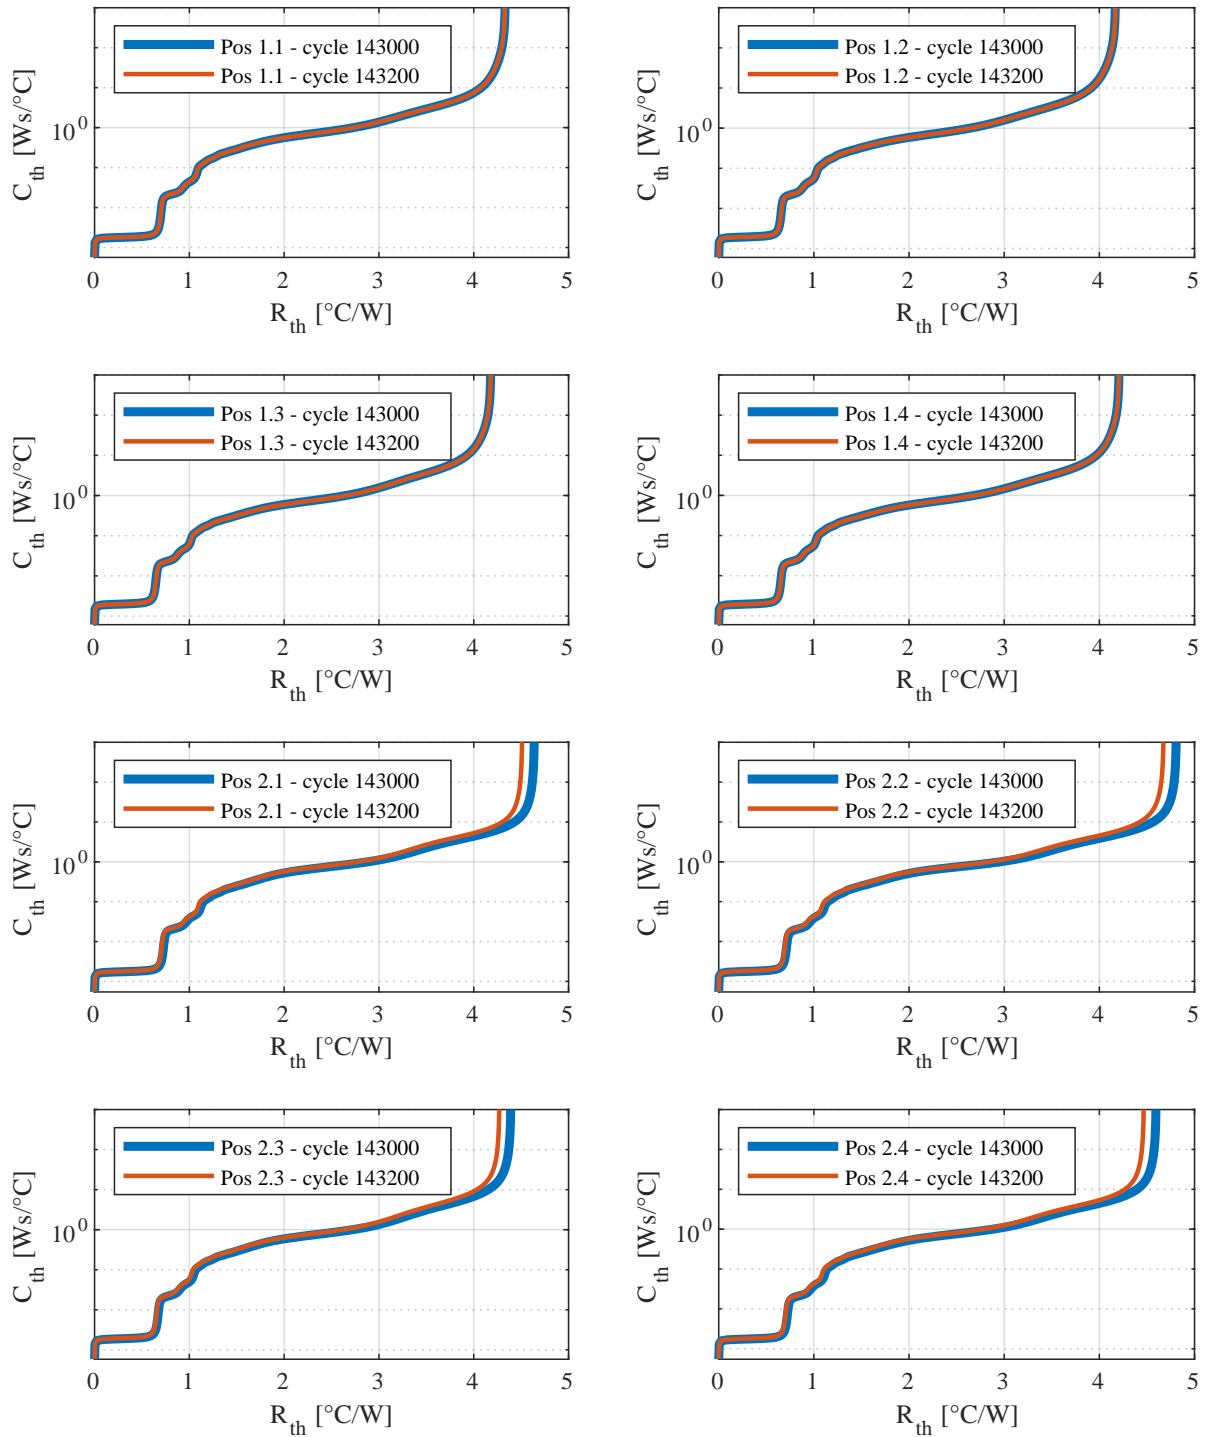 Pos 1.1 - cycle 143000
Pos 1.1 - cycle 143200
10^0
C_th [Ws/°C]
0 1 2 3 4 5
R_th [°C/W]
Pos 1.2 - cycle 143000
Pos 1.2 - cycle 143200
10^0
C_th [Ws/°C]
0 1 2 3 4 5
R_th [°C/W]
Pos 1.3 - cycle 143000
Pos 1.3 - cycle 143200
10^0
C_th [Ws/°C]
0 1 2 3 4 5
R_th [°C/W]
Pos 1.4 - cycle 143000
Pos 1.4 - cycle 143200
10^0
C_th [Ws/°C]
0 1 2 3 4 5
R_th [°C/W]
Pos 2.1 - cycle 143000
Pos 2.1 - cycle 143200
10^0
C_th [Ws/°C]
0 1 2 3 4 5
R_th [°C/W]
Pos 2.2 - cycle 143000
Pos 2.2 - cycle 143200
10^0
C_th [Ws/°C]
0 1 2 3 4 5
R_th [°C/W]
Pos 2.3 - cycle 143000
Pos 2.3 - cycle 143200
10^0
C_th [Ws/°C]
0 1 2 3 4 5
R_th [°C/W]
Pos 2.4 - cycle 143000
Pos 2.4 - cycle 143200
10^0
C_th [Ws/°C]
0 1 2 3 4 5
R_th [°C/W]